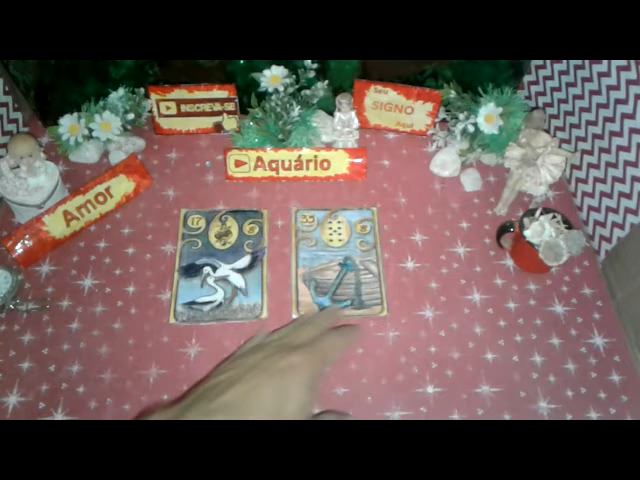 INSCREVA-SE
Seu
SIGNO
Aqui
Aquário
Amor
17
35